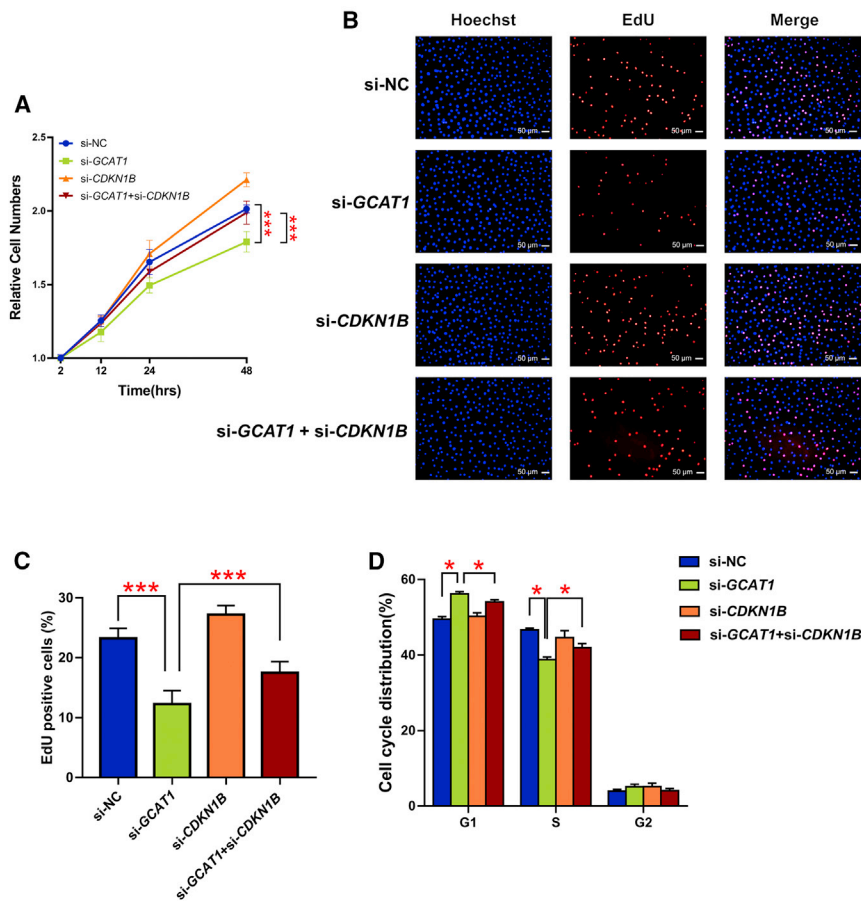 B
Hoechst EdU Merge
si-NC
50 μm 50 μm 50 μm
si-GCAT1
50 μm 50 μm 50 μm
si-CDKN1B
50 μm 50 μm 50 μm
si-GCAT1 + si-CDKN1B
50 μm 50 μm 50 μm
A
2.5
2.0
1.5
1.0
Relative Cell Numbers
si-NC
si-GCAT1
si-CDKN1B
si-GCAT1+si-CDKN1B
***
***
2 12 24 48
Time(hrs)
C
EdU positive cells (%)
30
20
10
0
***
***
si-NC
si-GCAT1
si-CDKN1B
si-GCAT1+si-CDKN1B
D
Cell cycle distribution(%)
60
40
20
0
* * * *
G1 S G2
si-NC
si-GCAT1
si-CDKN1B
si-GCAT1+si-CDKN1B